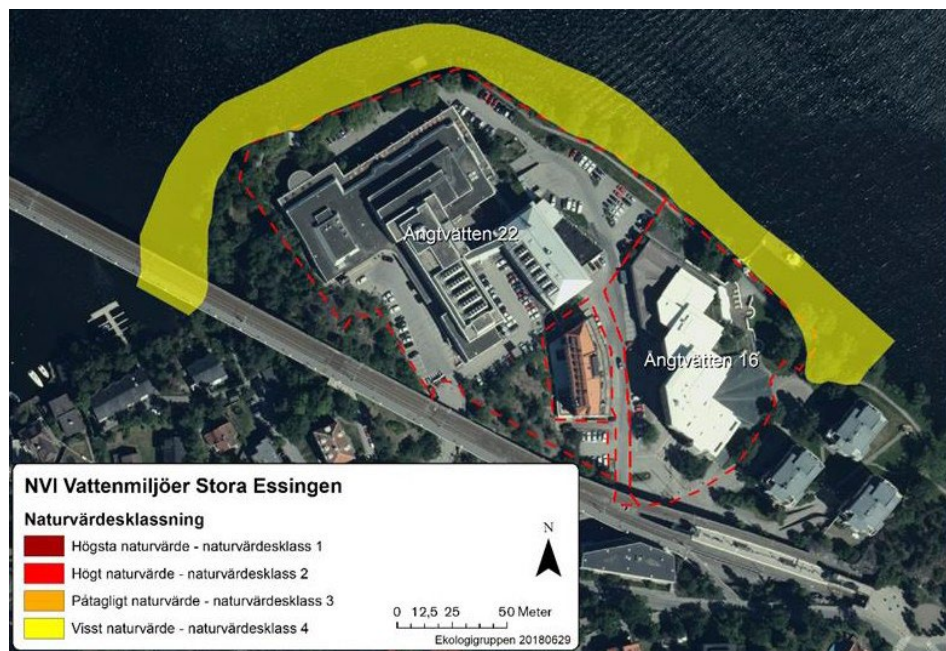 Ångtvätten 22
Ångtvätten 16
NVI Vattenmiljöer Stora Essingen
Naturvärdesklassning
Högsta naturvärde - naturvärdesklass 1
Högt naturvärde - naturvärdesklass 2
Påtagligt naturvärde - naturvärdesklass 3
Visst naturvärde - naturvärdesklass 4
N
0 12,5 25 50 Meter
Ekologigruppen 20180629